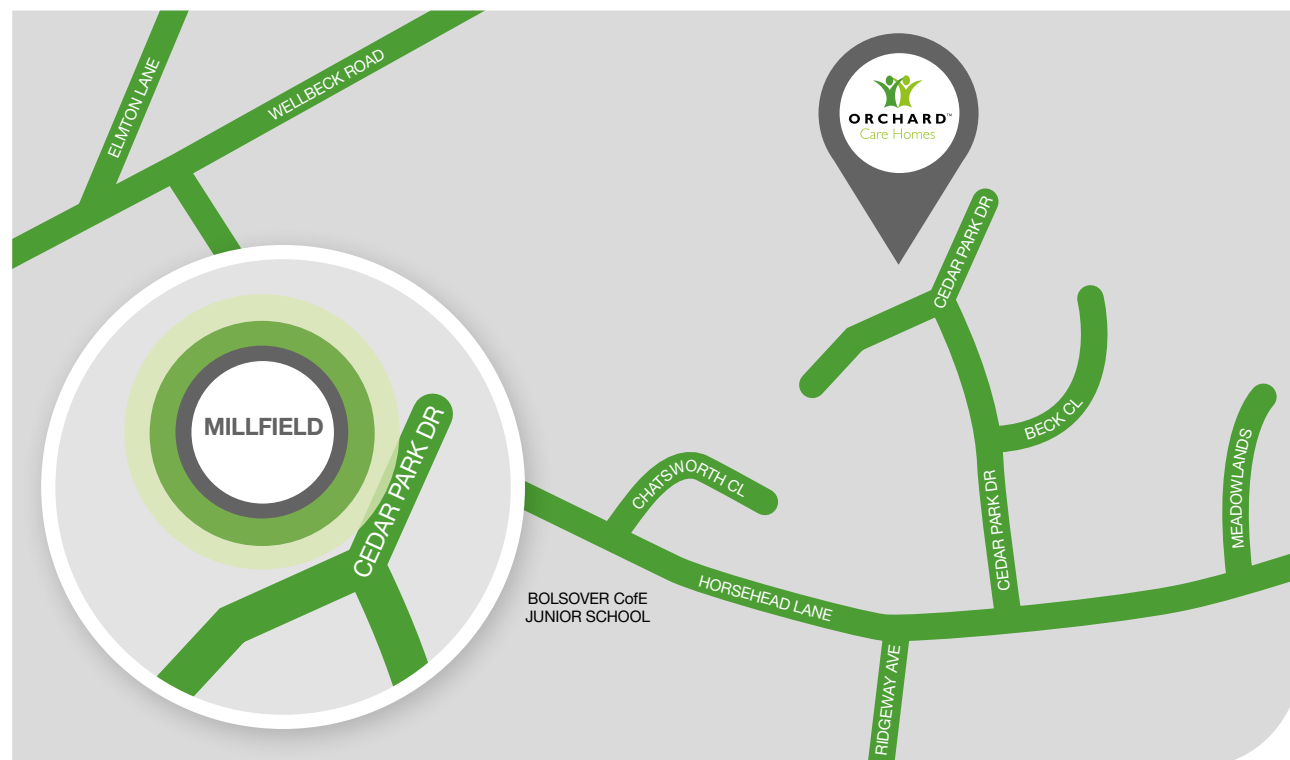 ELMTON LANE
WELLBECK ROAD
ORCHARD™
Care Homes
CEDAR PARK DR
MILLFIELD
CEDAR PARK DR
BECK CL
CHATSWORTH CL
MEADOWLANDS
CEDAR PARK DR
HORSEHEAD LANE
BOLSOVER CofE
JUNIOR SCHOOL
RIDGEWAY AVE